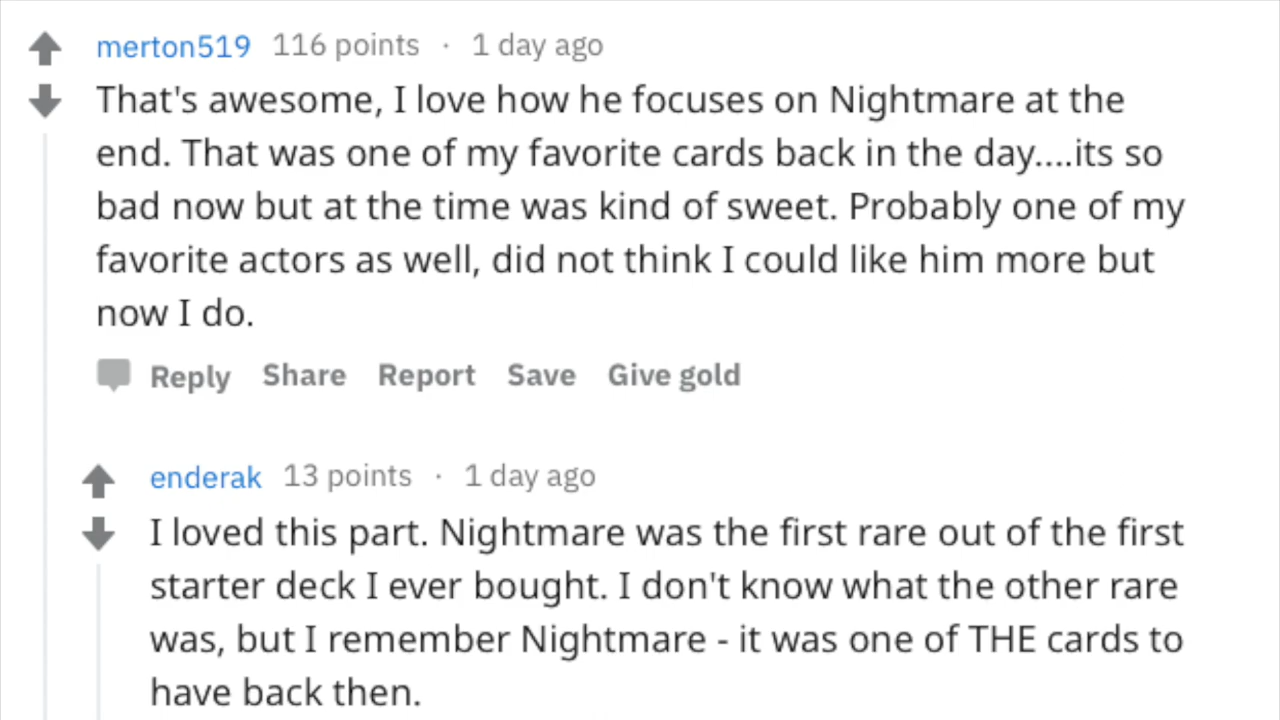 merton519 116 points · 1 day ago
That's awesome, I love how he focuses on Nightmare at the
end. That was one of my favorite cards back in the day....its so
bad now but at the time was kind of sweet. Probably one of my
favorite actors as well, did not think I could like him more but
now I do.
Reply Share Report Save Give gold
enderak 13 points · 1 day ago
I loved this part. Nightmare was the first rare out of the first
starter deck I ever bought. I don't know what the other rare
was, but I remember Nightmare - it was one of THE cards to
have back then.